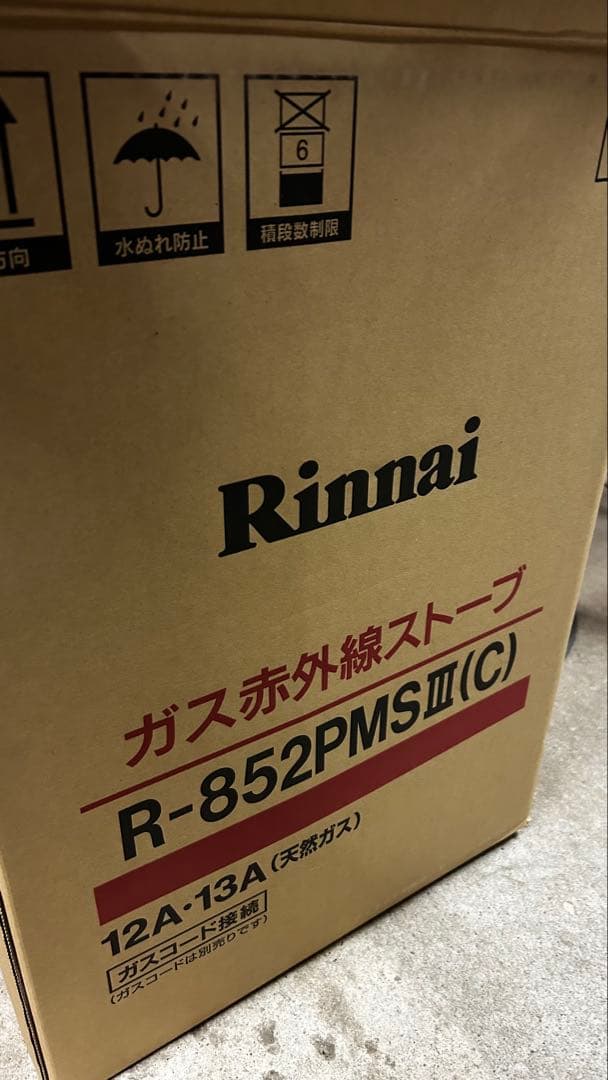 方向
水ぬれ防止
6
積段数制限
Rinnai
ガス赤外線ストーブ
R-852PMSⅢ(C)
12A・13A(天然ガス)
ガスコード接続
(ガスコードは別売りです)